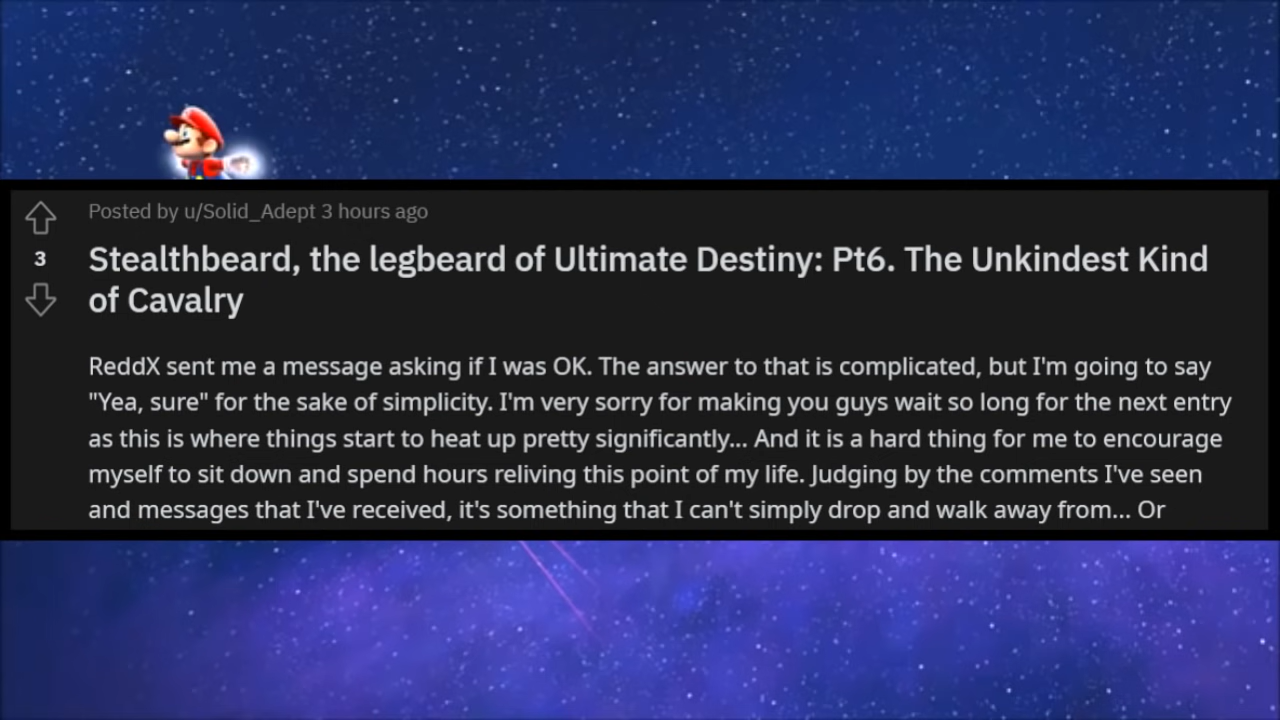 Posted by u/Solid_Adept 3 hours ago
3
Stealthbeard, the legbeard of Ultimate Destiny: Pt6. The Unkindest Kind
of Cavalry
ReddX sent me a message asking if I was OK. The answer to that is complicated, but I'm going to say
"Yea, sure" for the sake of simplicity. I'm very sorry for making you guys wait so long for the next entry
as this is where things start to heat up pretty significantly... And it is a hard thing for me to encourage
myself to sit down and spend hours reliving this point of my life. Judging by the comments I've seen
and messages that I've received, it's something that I can't simply drop and walk away from... Or